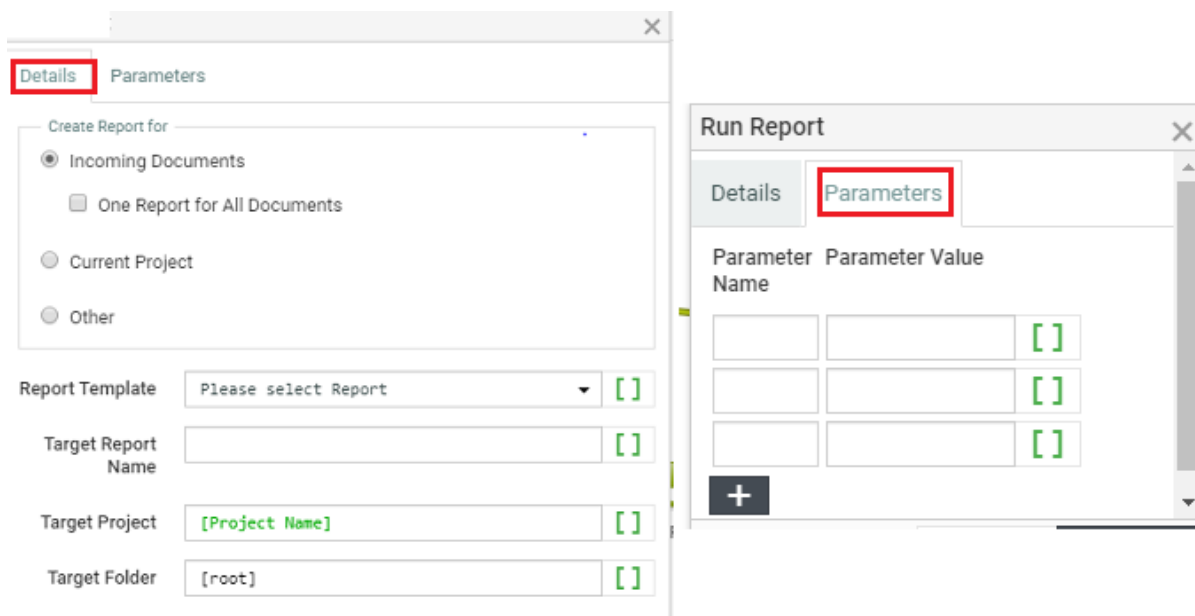 Details Parameters
Create Report for
Incoming Documents
One Report for All Documents
Current Project
Other
Report Template Please select Report []
Target Report
Name []
Target Project [Project Name] []
Target Folder [root] []
Run Report
Details Parameters
Parameter Parameter Value
Name
[]
[]
[]
+